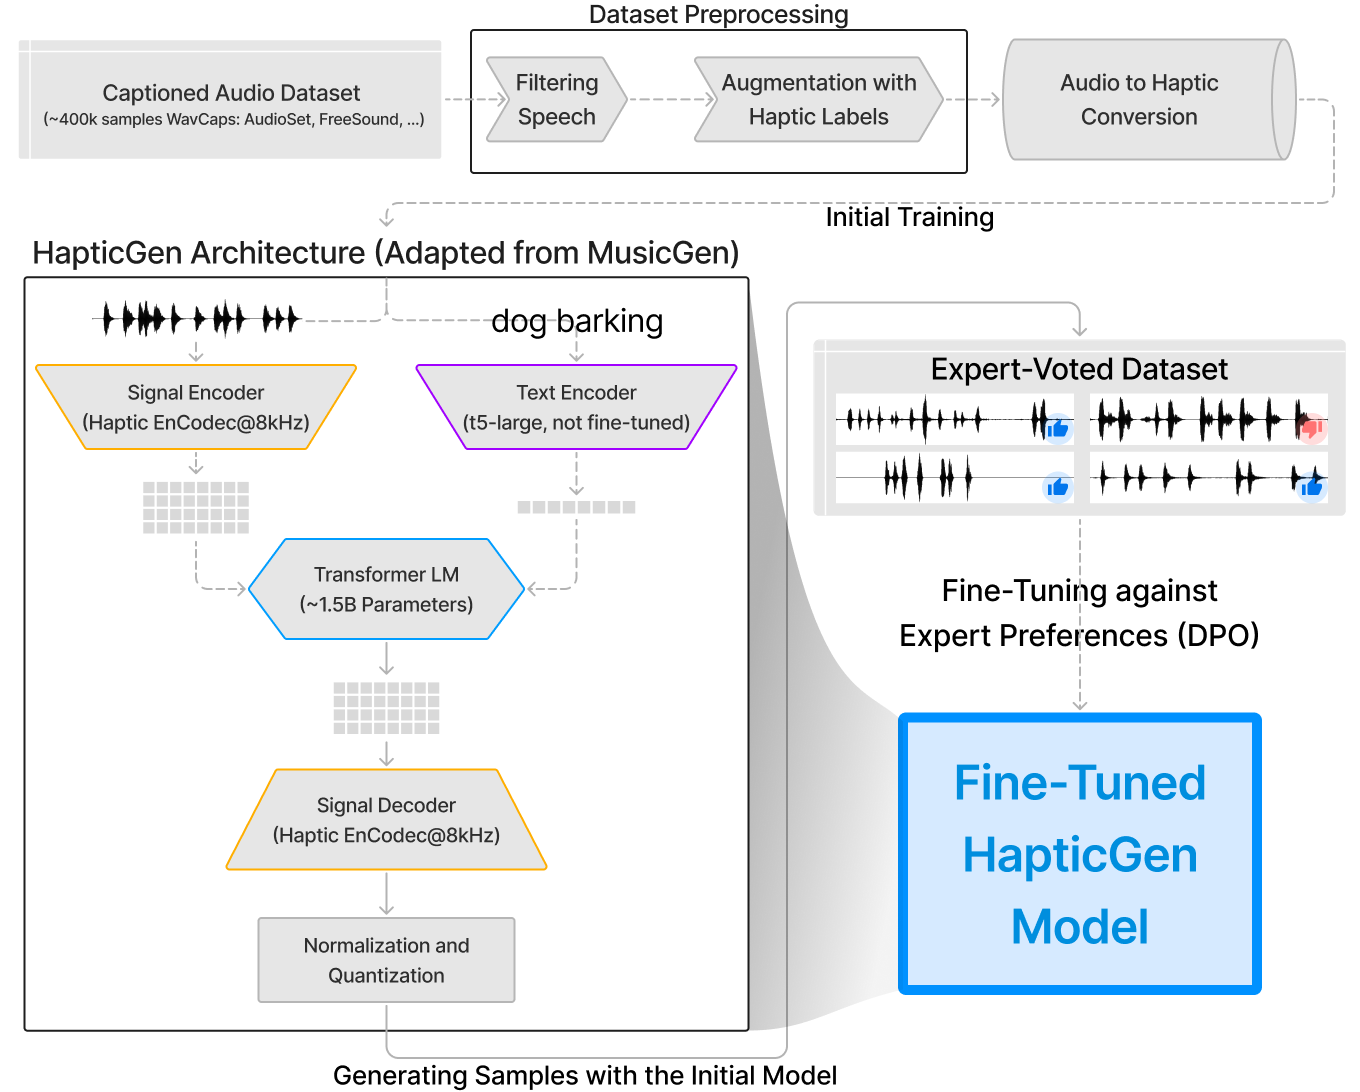 Dataset Preprocessing
Captioned Audio Dataset
(~400k samples WavCaps: AudioSet, FreeSound, ...)
Filtering
Speech
Augmentation with
Haptic Labels
Audio to Haptic
Conversion
Initial Training
HapticGen Architecture (Adapted from MusicGen)
dog barking
Signal Encoder
(Haptic EnCodec@8kHz)
Text Encoder
(t5-large, not fine-tuned)
Transformer LM
(~1.5B Parameters)
Signal Decoder
(Haptic EnCodec@8kHz)
Normalization and
Quantization
Generating Samples with the Initial Model
Expert-Voted Dataset
Fine-Tuning against
Expert Preferences (DPO)
Fine-Tuned
HapticGen
Model